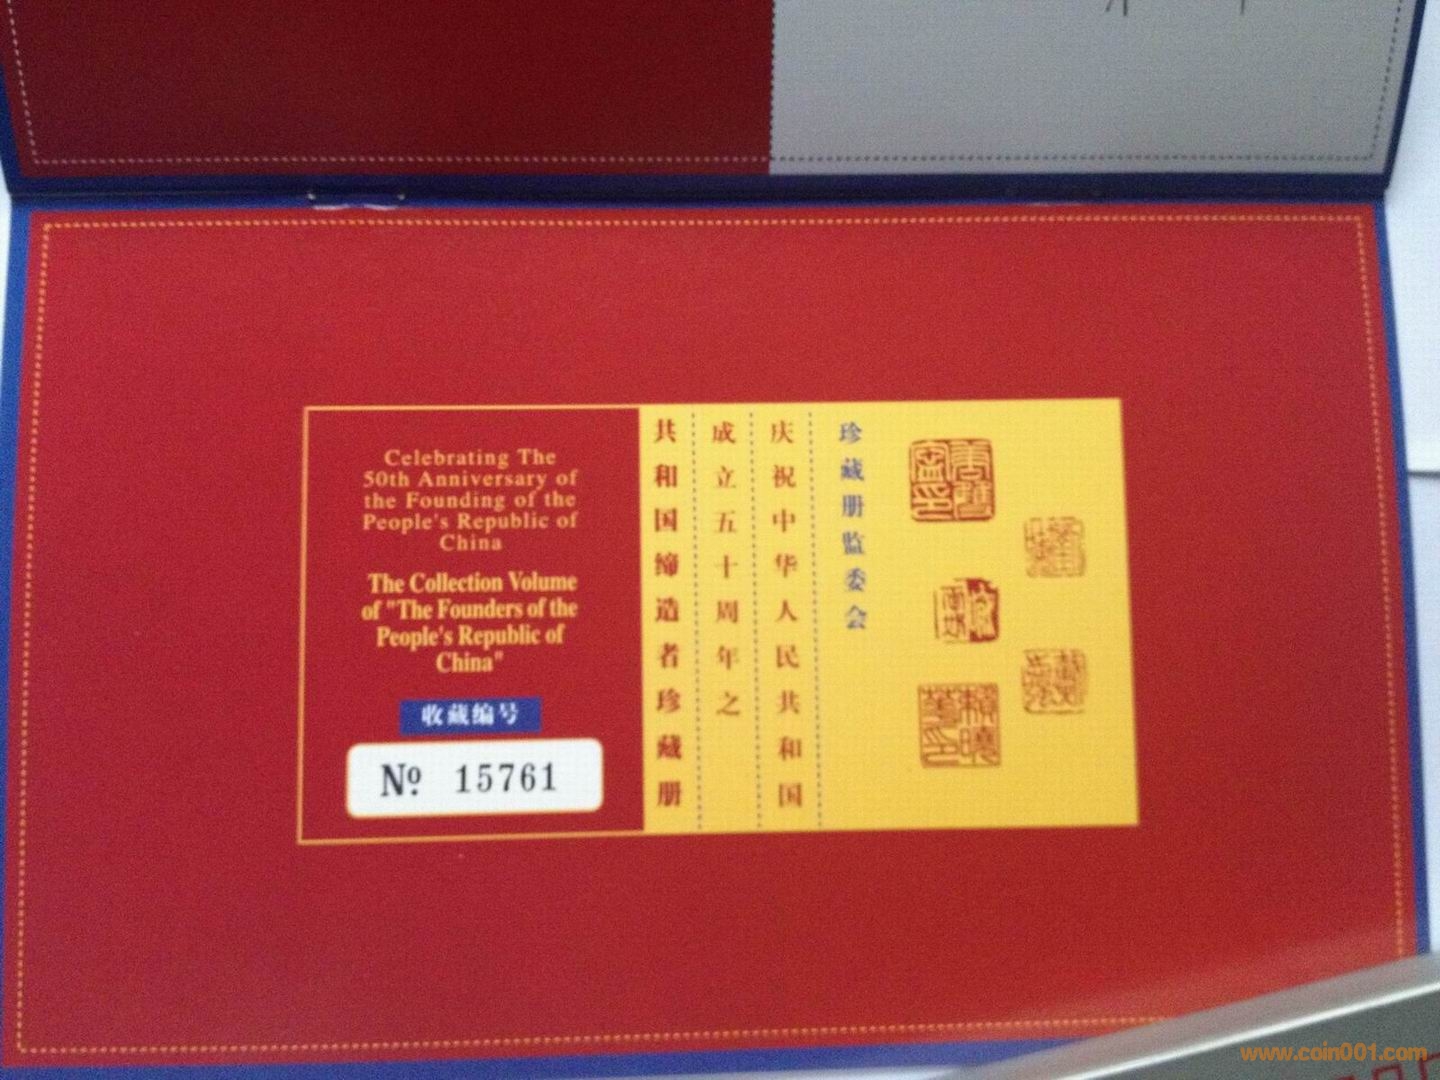 Celebrating The
50th Anniversary of
the Founding of the
People's Republic of
China
The Collection Volume
of "The Founders of the
People's Republic of
China"
收藏编号
№ 15761
珍藏册监委会
庆祝中华人民共和国
成立五十周年之
共和国缔造者珍藏册
www.coin001.com